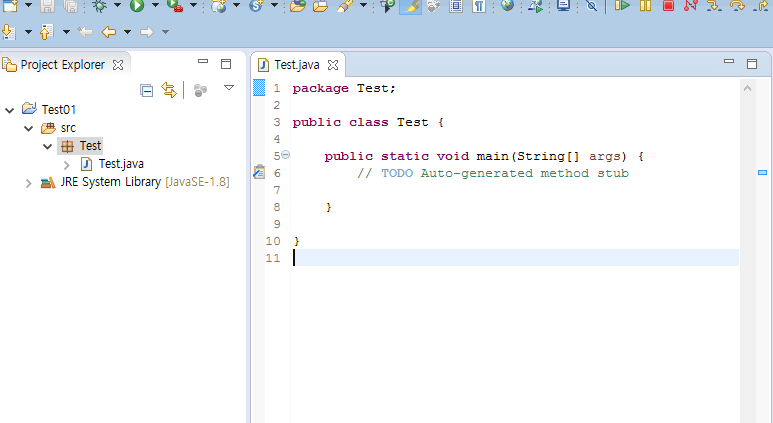 Project Explorer
Test01
src
Test
Test.java
JRE System Library [JavaSE-1.8]
Test.java
1 package Test;
2
3 public class Test {
4
5 public static void main(String[] args) {
6 // TODO Auto-generated method stub
7
8 }
9
10 }
11